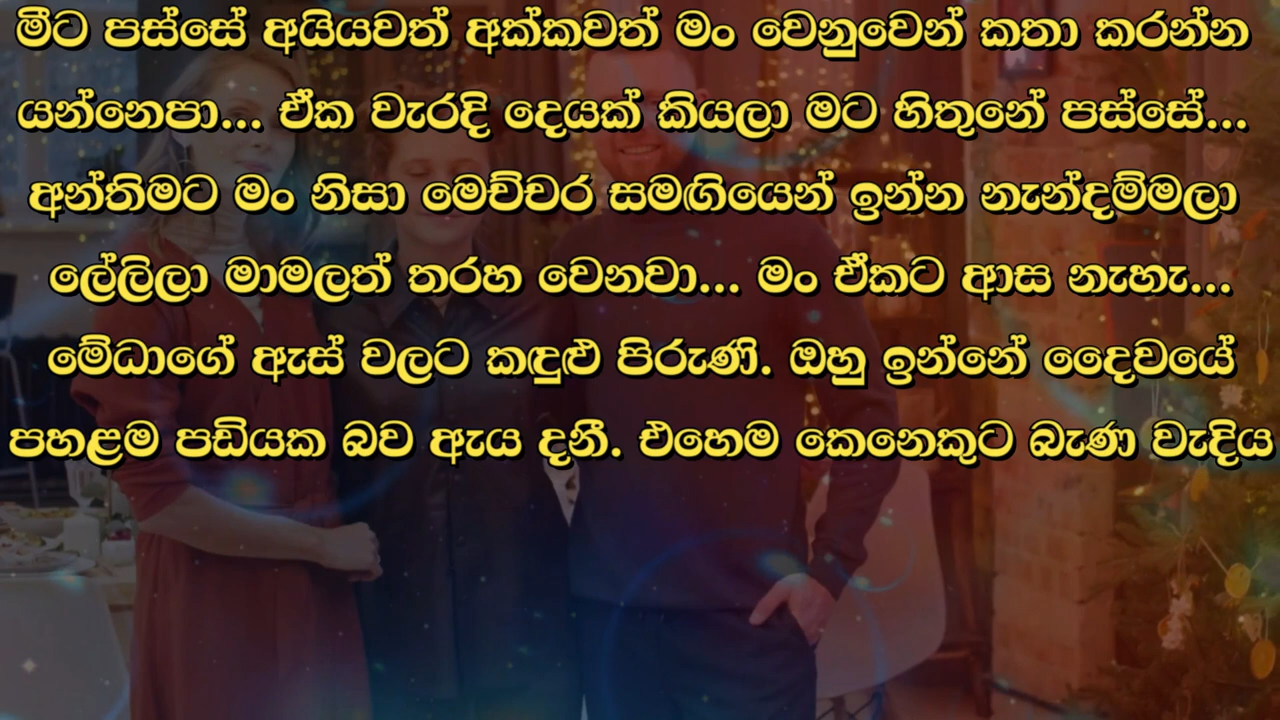 මීට පස්සේ අයියවත් අක්කවත් මං වෙනුවෙන් කතා කරන්න
යන්නෙපා... ඒක වැරදි දෙයක් කියලා මට හිතුනේ පස්සේ...
අන්තිමට මං නිසා මෙච්චර සමඟියෙන් ඉන්න නැන්දම්මලා
ලේලිලා මාමලත් තරහ වෙනවා... මං ඒකට ආස නැහැ...
මේධාගේ ඇස් වලට කඳුළු පිරුණි. ඔහු ඉන්නේ දෛවයේ
පහළම පඩියක බව ඇය දනී. එහෙම කෙනෙකුට බැණ වැදිය